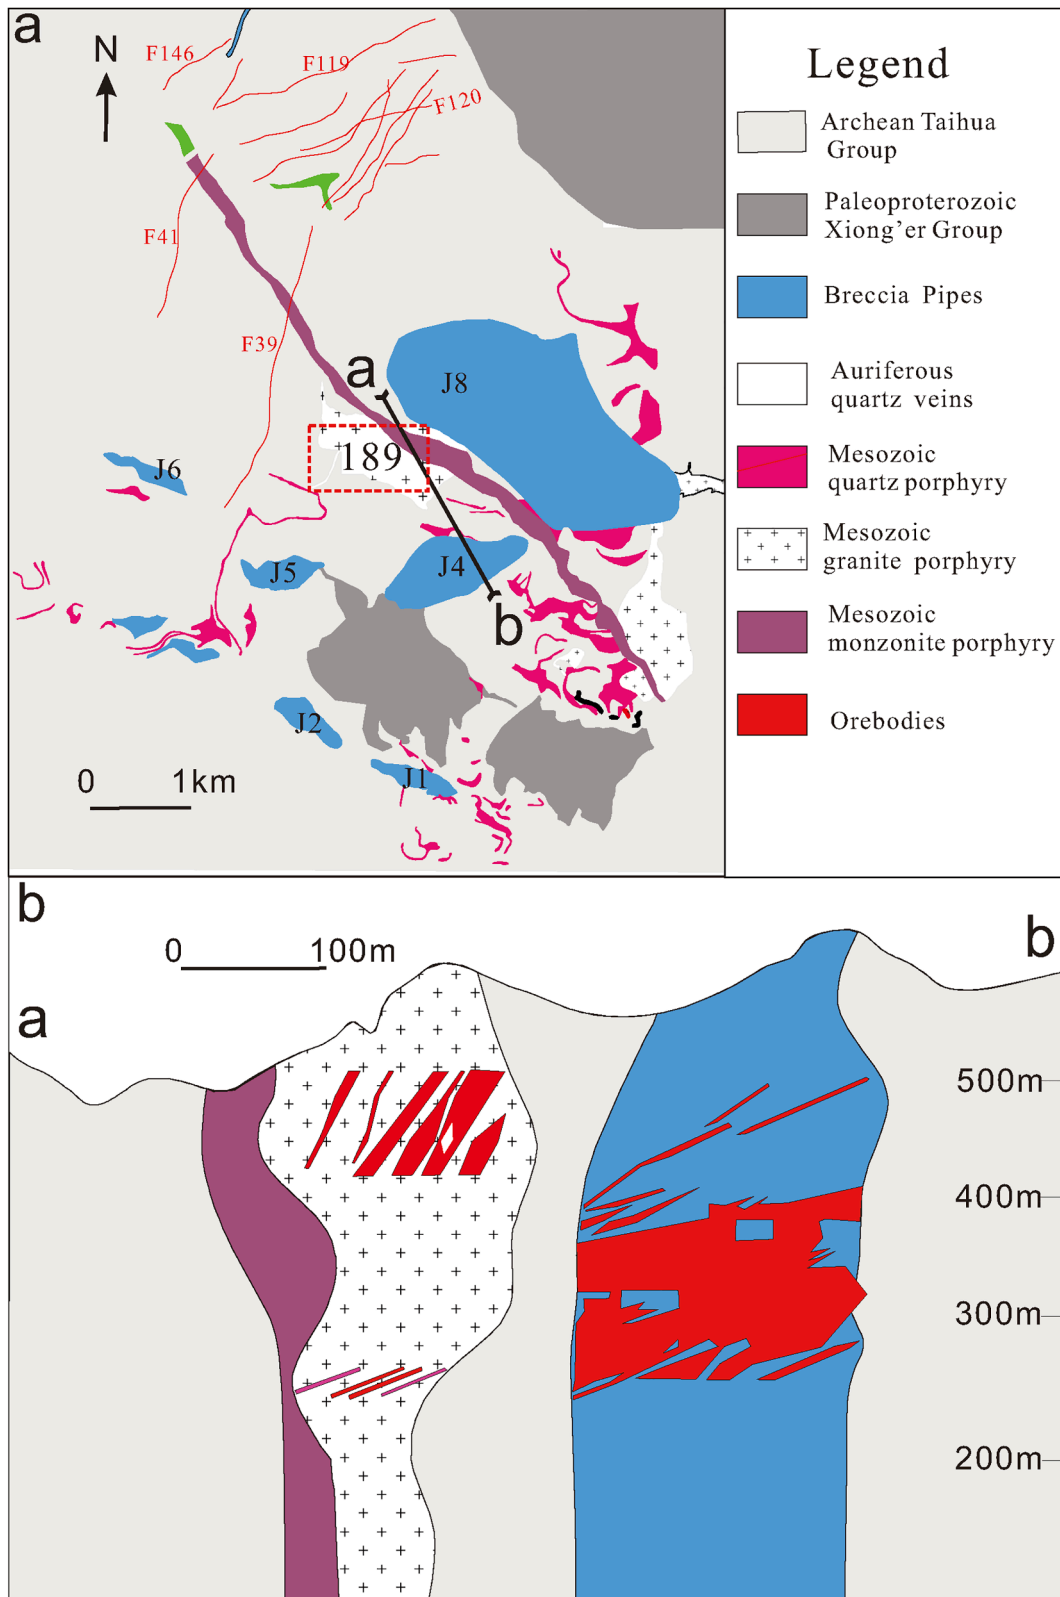 a
N
F146
F119
F120
F41
F39
a
J8
189
J6
J5
J4
b
J2
J1
0 1km
Legend
Archean Taihua
Group
Paleoproterozoic
Xiong'er Group
Breccia Pipes
Auriferous
quartz veins
Mesozoic
quartz porphyry
Mesozoic
granite porphyry
Mesozoic
monzonite porphyry
Orebodies
b
0 100m
b
a
500m
400m
300m
200m